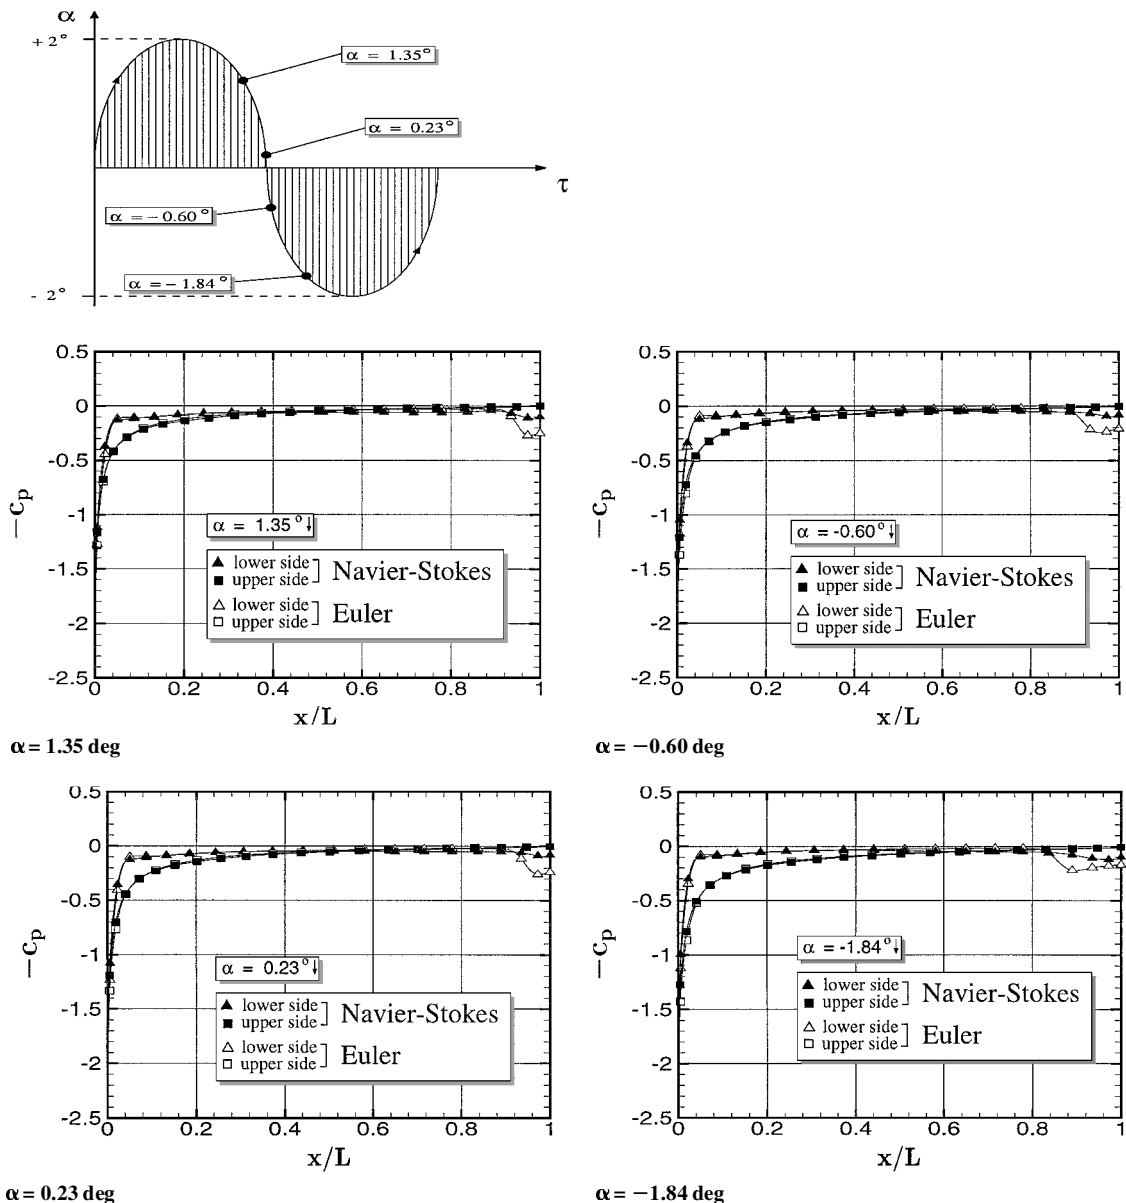 α
+2°
α = 1.35°
α = 0.23°
τ
α = – 0.60°
α = – 1.84°
- 2°
0.5
0
-0.5
-1
-1.5
-2
-2.5
−c_p
α = 1.35°↓
lower side
upper side
Navier-Stokes
lower side
upper side
Euler
0 0.2 0.4 0.6 0.8 1
x/L
α = 1.35 deg
0.5
0
-0.5
-1
-1.5
-2
-2.5
−c_p
α = -0.60°↓
lower side
upper side
Navier-Stokes
lower side
upper side
Euler
0 0.2 0.4 0.6 0.8 1
x/L
α = −0.60 deg
0.5
0
-0.5
-1
-1.5
-2
-2.5
−c_p
α = 0.23°↓
lower side
upper side
Navier-Stokes
lower side
upper side
Euler
0 0.2 0.4 0.6 0.8 1
x/L
α = 0.23 deg
0.5
0
-0.5
-1
-1.5
-2
-2.5
−c_p
α = -1.84°↓
lower side
upper side
Navier-Stokes
lower side
upper side
Euler
0 0.2 0.4 0.6 0.8 1
x/L
α = −1.84 deg